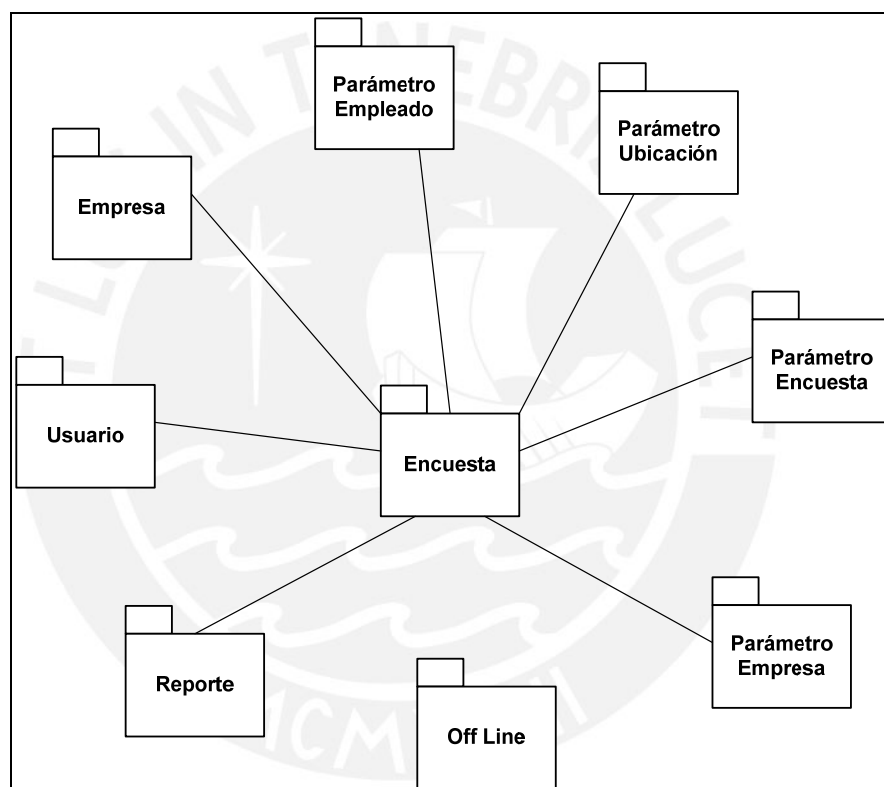 Parámetro
Empleado
Parámetro
Ubicación
Empresa
Parámetro
Encuesta
Usuario
Encuesta
Parámetro
Empresa
Reporte
Off Line